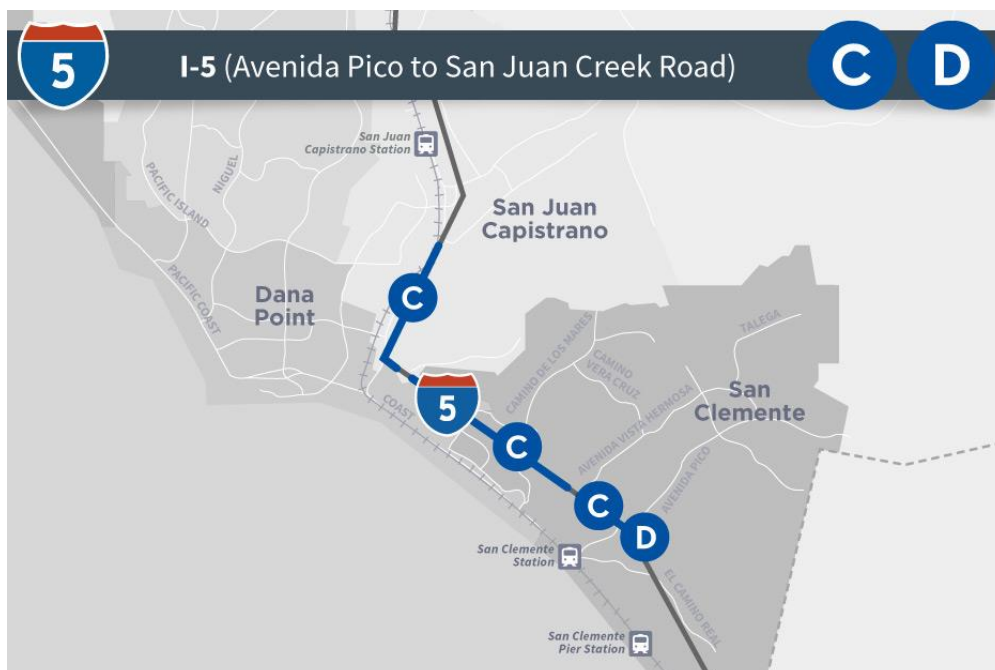 5
I-5 (Avenida Pico to San Juan Creek Road)
C
D
San Juan
Capistrano Station
PACIFIC ISLAND
NIGUEL
San Juan
Capistrano
C
PACIFIC COAST
Dana
Point
TALEGA
CAMINO DE LOS MARES
CAMINO
VERA CRUZ
5
San
Clemente
COAST
AVENIDA VISTA HERMOSA
C
AVENIDA PICO
C
D
San Clemente
Station
EL CAMINO REAL
San Clemente
Pier Station